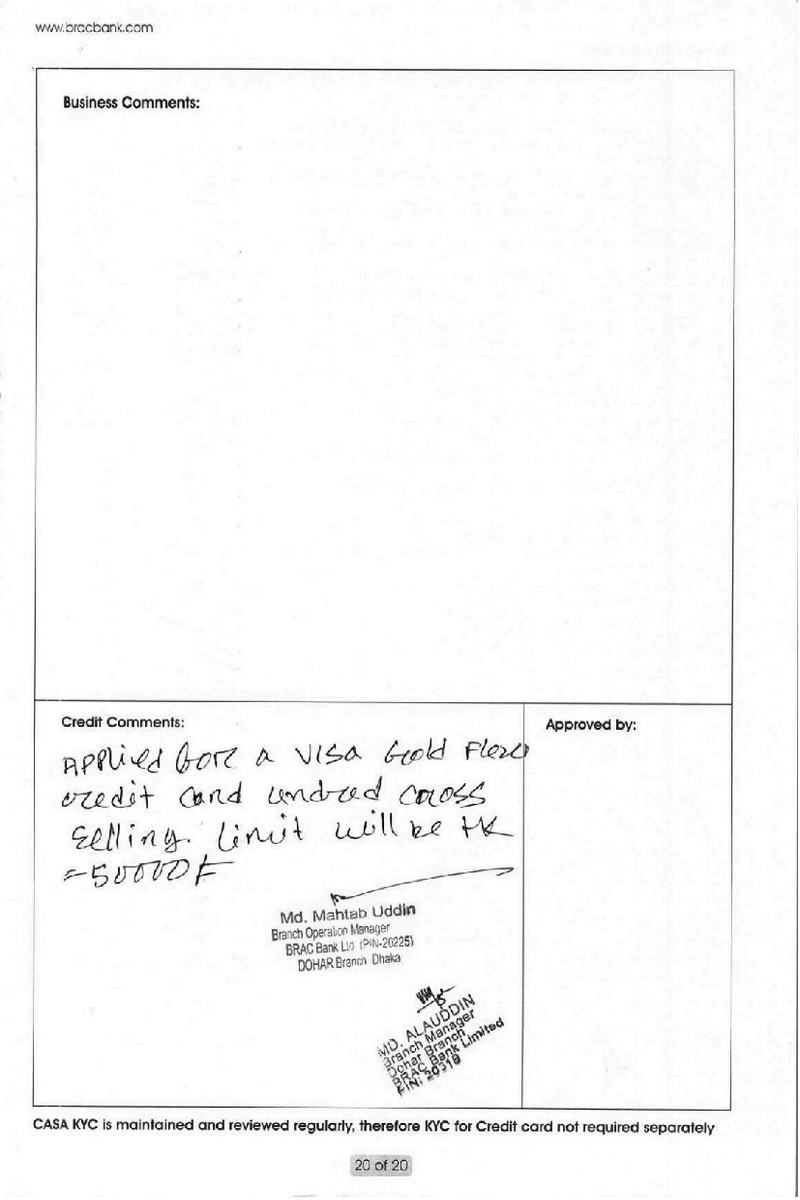 www.bracbank.com
Business Comments:
Credit Comments:
Approved by:
Applied fore a VISA Gold Flexi
credit card undred cross
selling. limit will be tk
=50000/=
Md. Mahtab Uddin
Branch Operation Manager
BRAC Bank Ltd (PIN-20225)
DOHAR Branch Dhaka
MD. ALAUDDIN
Branch Manager
Dohar Branch
BRAC Bank Limited
PIN: 20318
CASA KYC is maintained and reviewed regularly, therefore KYC for Credit card not required separately
20 of 20